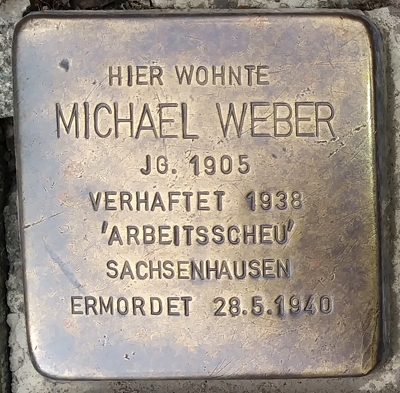 HIER WOHNTE
MICHAEL WEBER
JG. 1905
VERHAFTET 1938
'ARBEITSSCHEU'
SACHSENHAUSEN
ERMORDET 28.5.1940